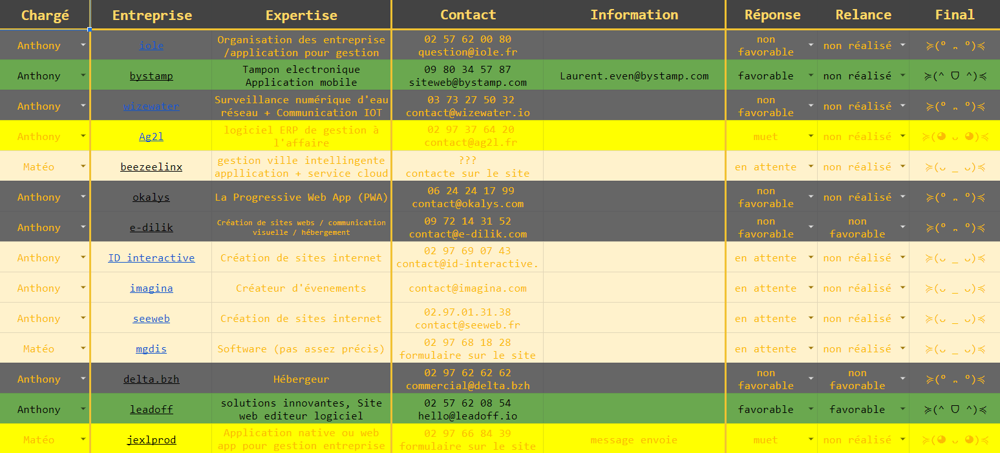 Chargé Entreprise Expertise Contact Information Réponse Relance Final
Anthony iole Organisation des entreprise /application pour gestion 02 57 62 00 80 question@iole.fr non favorable non réalisé ⋟(º ﹏ º)⋞
Anthony bystamp Tampon electronique Application mobile 09 80 34 57 87 siteweb@bystamp.com Laurent.even@bystamp.com favorable non réalisé ⋟(^ ᗜ ^)⋞
Anthony wizewater Surveillance numérique d'eau réseau + Communication IOT 03 73 27 50 32 contact@wizewater.io non favorable non réalisé
Anthony Ag2l logiciel ERP de gestion à l'affaire 02 97 37 64 20 contact@ag2l.fr muet non réalisé ⋟(◕ ᴗ ◕)⋞
Matéo beezeelinx gestion ville intellingente appllication + service cloud ??? contacte sur le site en attente non réalisé ⋟(ᴗ _ ᴗ)⋞
Anthony okalys La Progressive Web App (PWA) 06 24 24 17 99 contact@okalys.com non favorable non réalisé
Anthony e-dilik Création de sites webs / communication visuelle / hébergement 09 72 14 31 52 contact@e-dilik.com non favorable non favorable
Anthony ID interactive Création de sites internet 02 97 69 07 43 contact@id-interactive. en attente non réalisé ⋟(ᴗ _ ᴗ)⋞
Anthony imagina Créateur d'évenements contact@imagina.com en attente non réalisé ⋟(ᴗ _ ᴗ)⋞
Anthony seeweb Création de sites internet 02.97.01.31.38 contact@seeweb.fr en attente non réalisé ⋟(ᴗ _ ᴗ)⋞
Matéo mgdis Software (pas assez précis) 02 97 68 18 28 formulaire sur le site en attente non réalisé ⋟(ᴗ _ ᴗ)⋞
Anthony delta.bzh Hébergeur 02 97 62 62 62 commercial@delta.bzh non favorable non favorable
Anthony leadoff solutions innovantes, Site web editeur logiciel 02 57 62 08 54 hello@leadoff.io favorable favorable ⋟(^ ᗜ ^)⋞
Matéo jexlprod Application native ou web app pour gestion entreprise 02 97 66 84 39 formulaire sur le site message envoie muet non réalisé ⋟(◕ ᴗ ◕)⋞